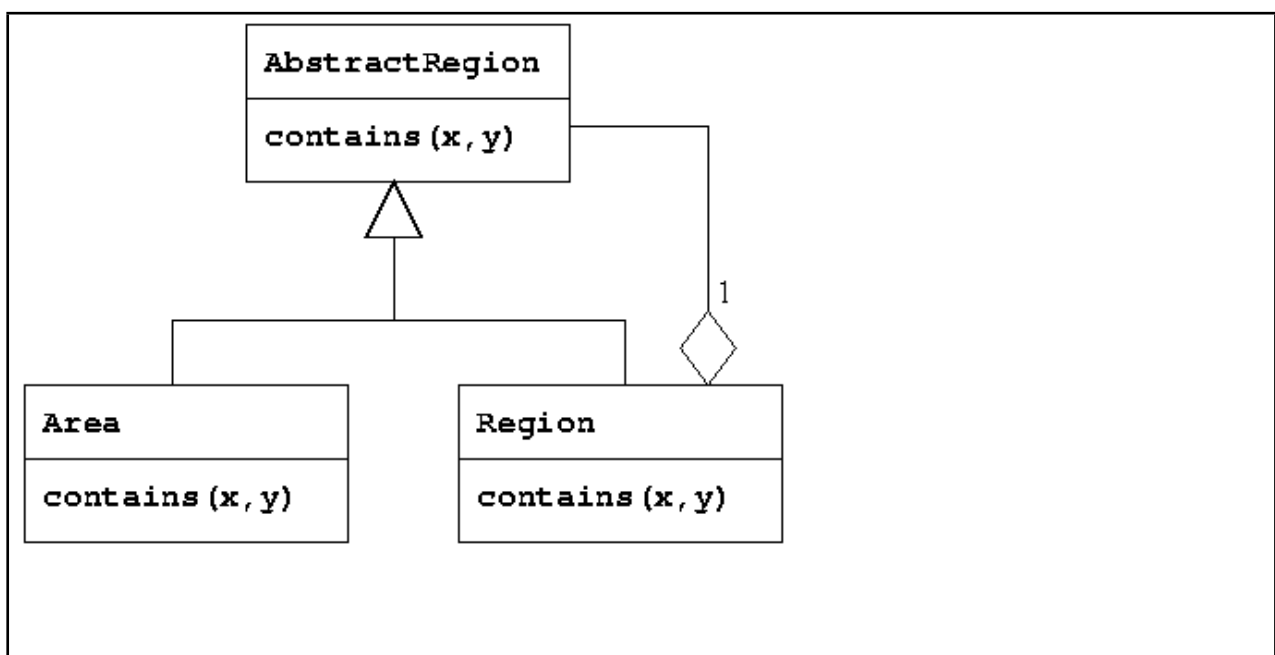 AbstractRegion
contains(x,y)
1
Area
Region
contains(x,y)
contains(x,y)